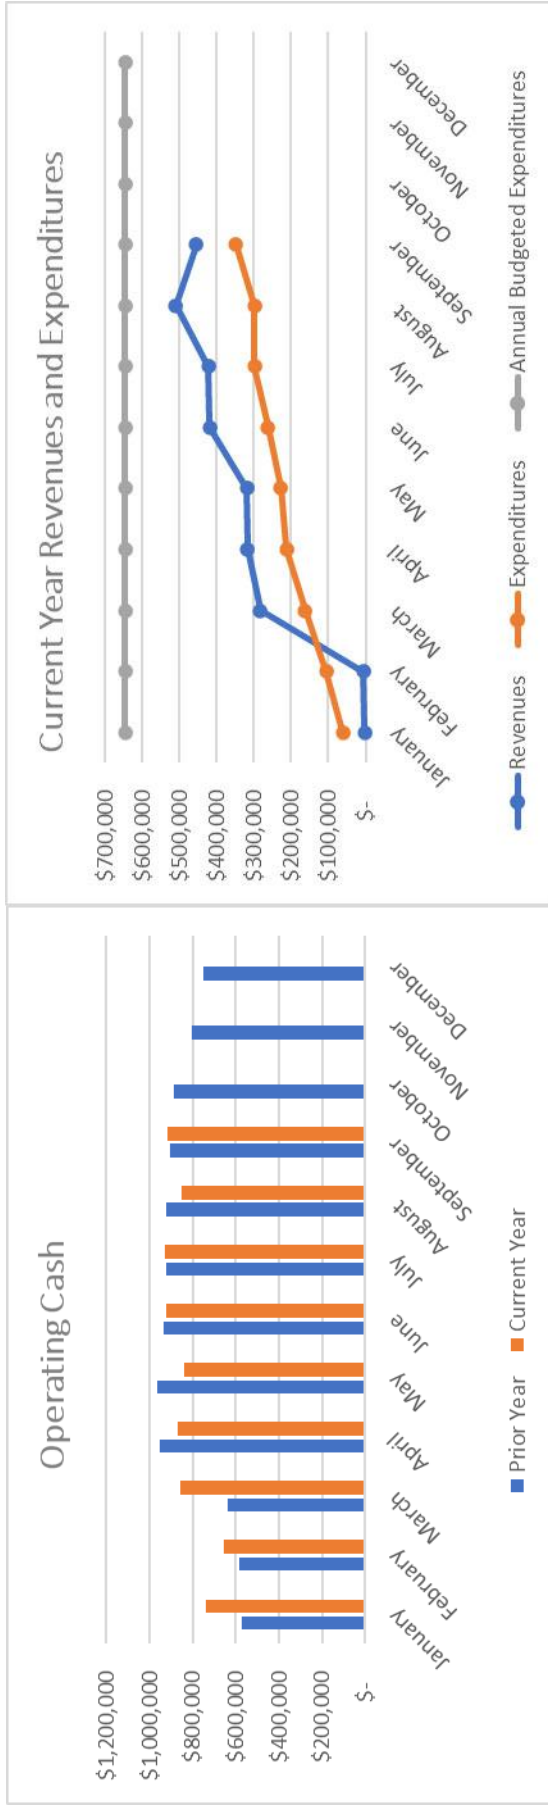 Operating Cash
$1,200,000
$1,000,000
$800,000
$600,000
$400,000
$200,000
$-
January
February
March
April
May
June
July
August
September
October
November
December
Prior Year
Current Year
Current Year Revenues and Expenditures
$700,000
$600,000
$500,000
$400,000
$300,000
$200,000
$100,000
$-
January
February
March
April
May
June
July
August
September
October
November
December
Revenues
Expenditures
Annual Budgeted Expenditures